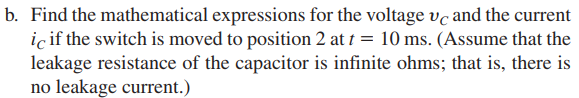 b. Find the mathematical expressions for the voltage v_C and the current
i_C if the switch is moved to position 2 at t = 10 ms. (Assume that the
leakage resistance of the capacitor is infinite ohms; that is, there is
no leakage current.)